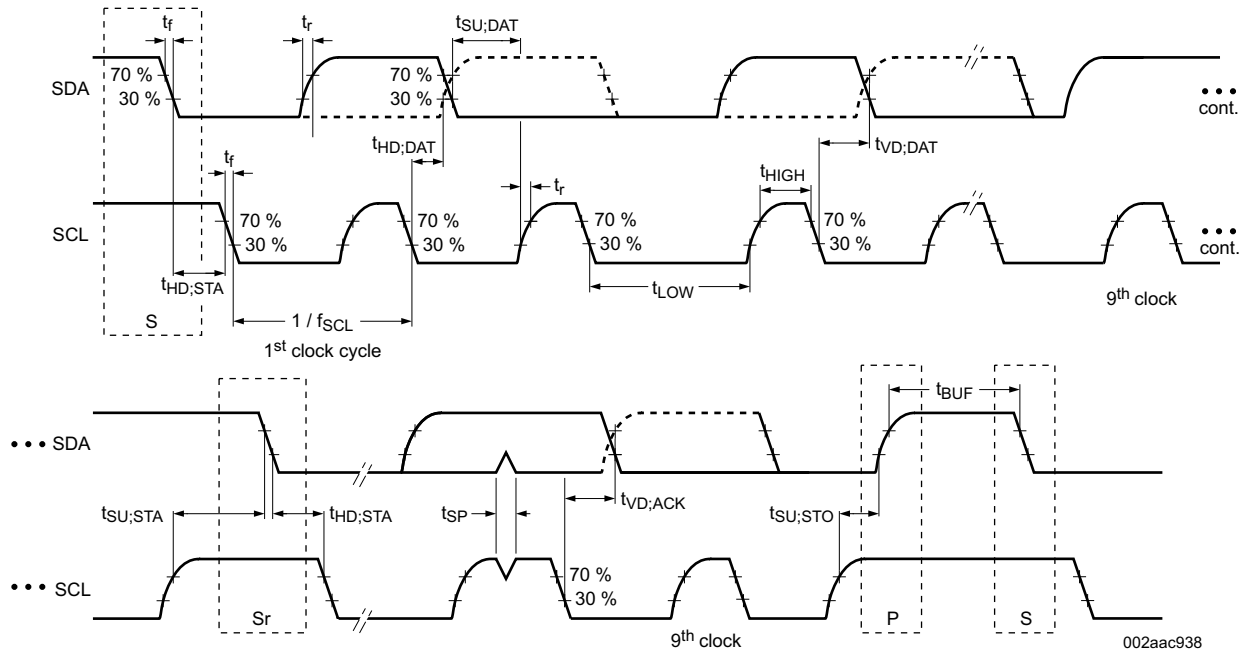 tf
tr
tSU;DAT
70 %
30 %
SDA
70 %
30 %
cont.
tHD;DAT
tVD;DAT
tf
tr
tHIGH
SCL
70 %
30 %
70 %
30 %
70 %
30 %
70 %
30 %
cont.
tHD;STA
tLOW
9th clock
S
1 / fSCL
1st clock cycle
tBUF
SDA
tSU;STA
tHD;STA
tSP
tVD;ACK
tSU;STO
SCL
70 %
30 %
Sr
9th clock
P
S
002aac938